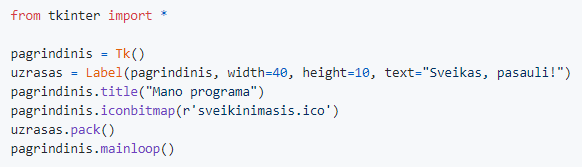 from tkinter import *
pagrindinis = Tk()
uzrasas = Label(pagrindinis, width=40, height=10, text="Sveikas, pasauli!")
pagrindinis.title("Mano programa")
pagrindinis.iconbitmap(r'sveikinimasis.ico')
uzrasas.pack()
pagrindinis.mainloop()